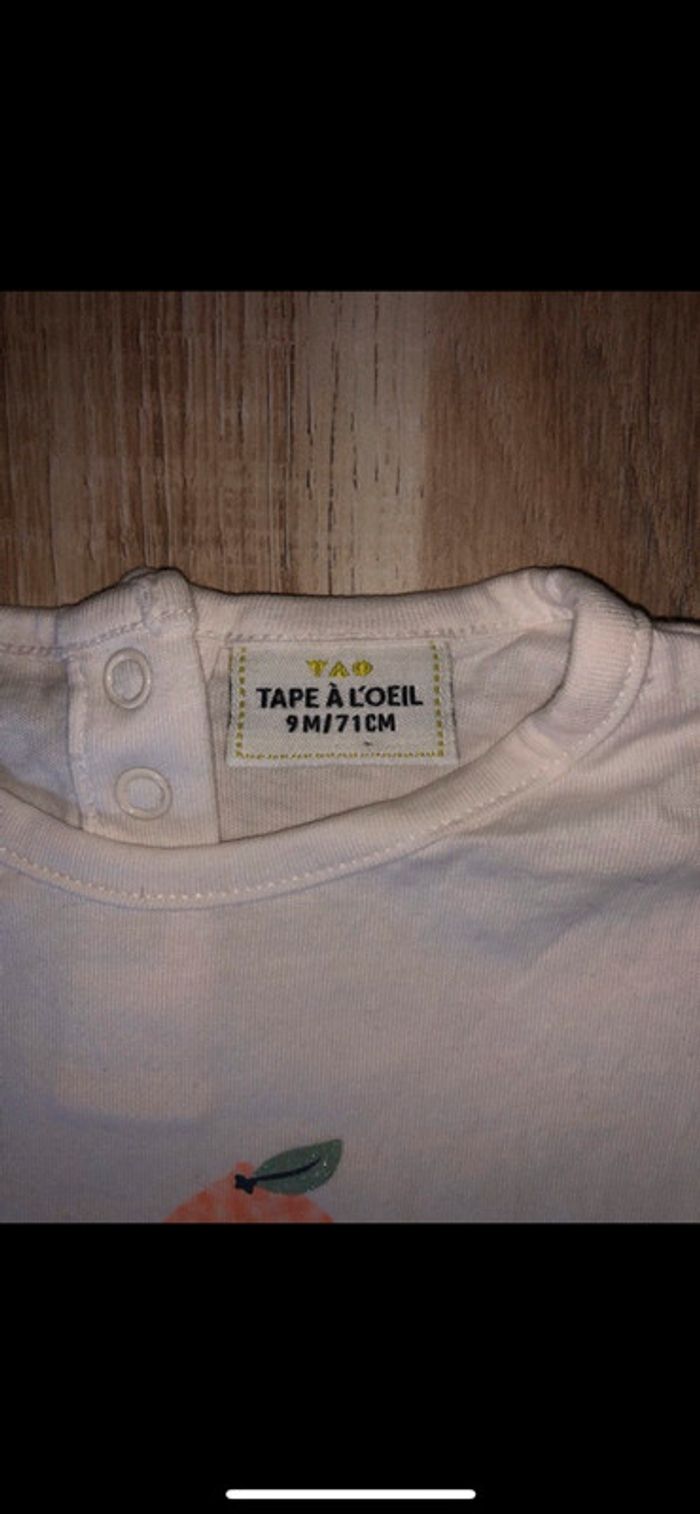 TAO
TAPE À L'OEIL
9M/71CM